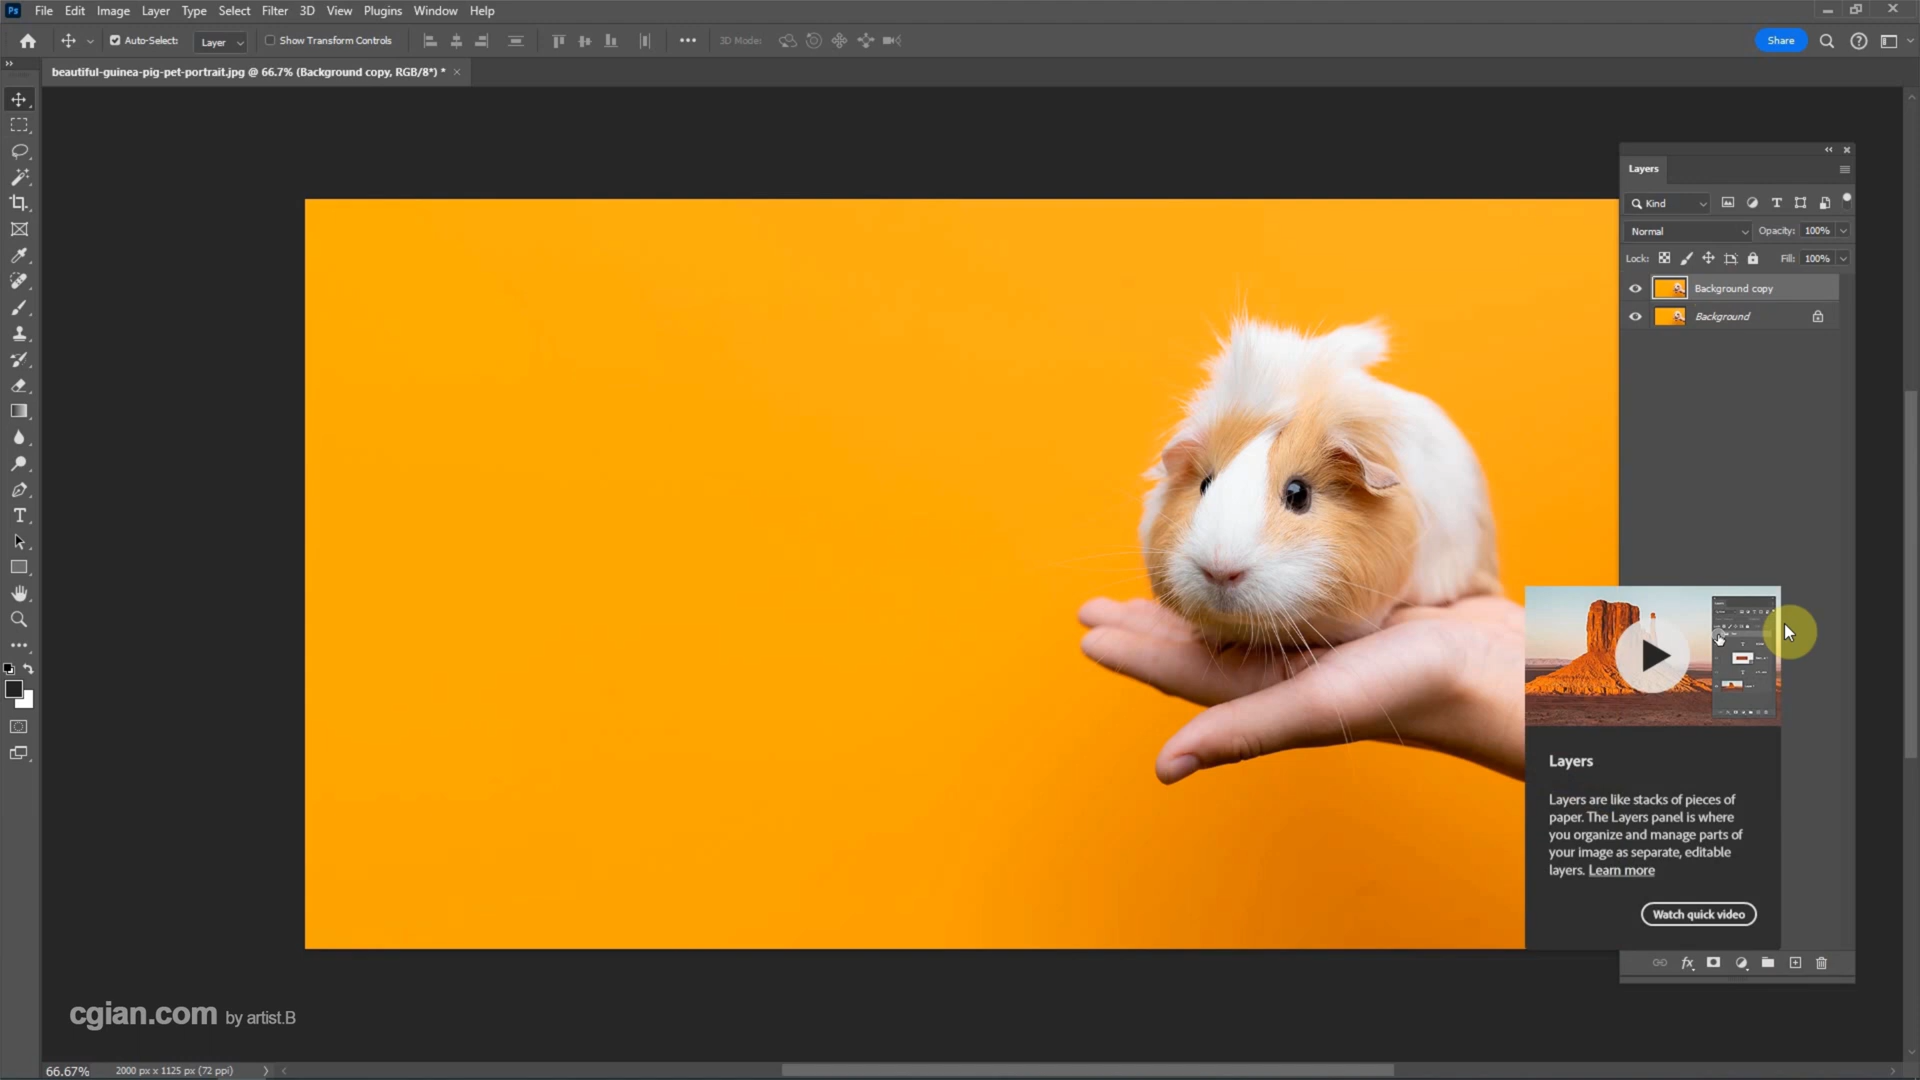 Ps File Edit Image Layer Type Select Filter 3D View Plugins Window Help
Auto-Select: Layer Show Transform Controls 3D Mode: Share
beautiful-guinea-pig-pet-portrait.jpg @ 66.7% (Background copy, RGB/8*) *
Layers
Kind
Normal Opacity: 100%
Lock: Fill: 100%
Background copy
Background
Layers
Layers are like stacks of pieces of
paper. The Layers panel is where
you organize and manage parts of
your image as separate, editable
layers. Learn more
Watch quick video
cgian.com by artist.B
66.67% 2000 px x 1125 px (72 ppi)